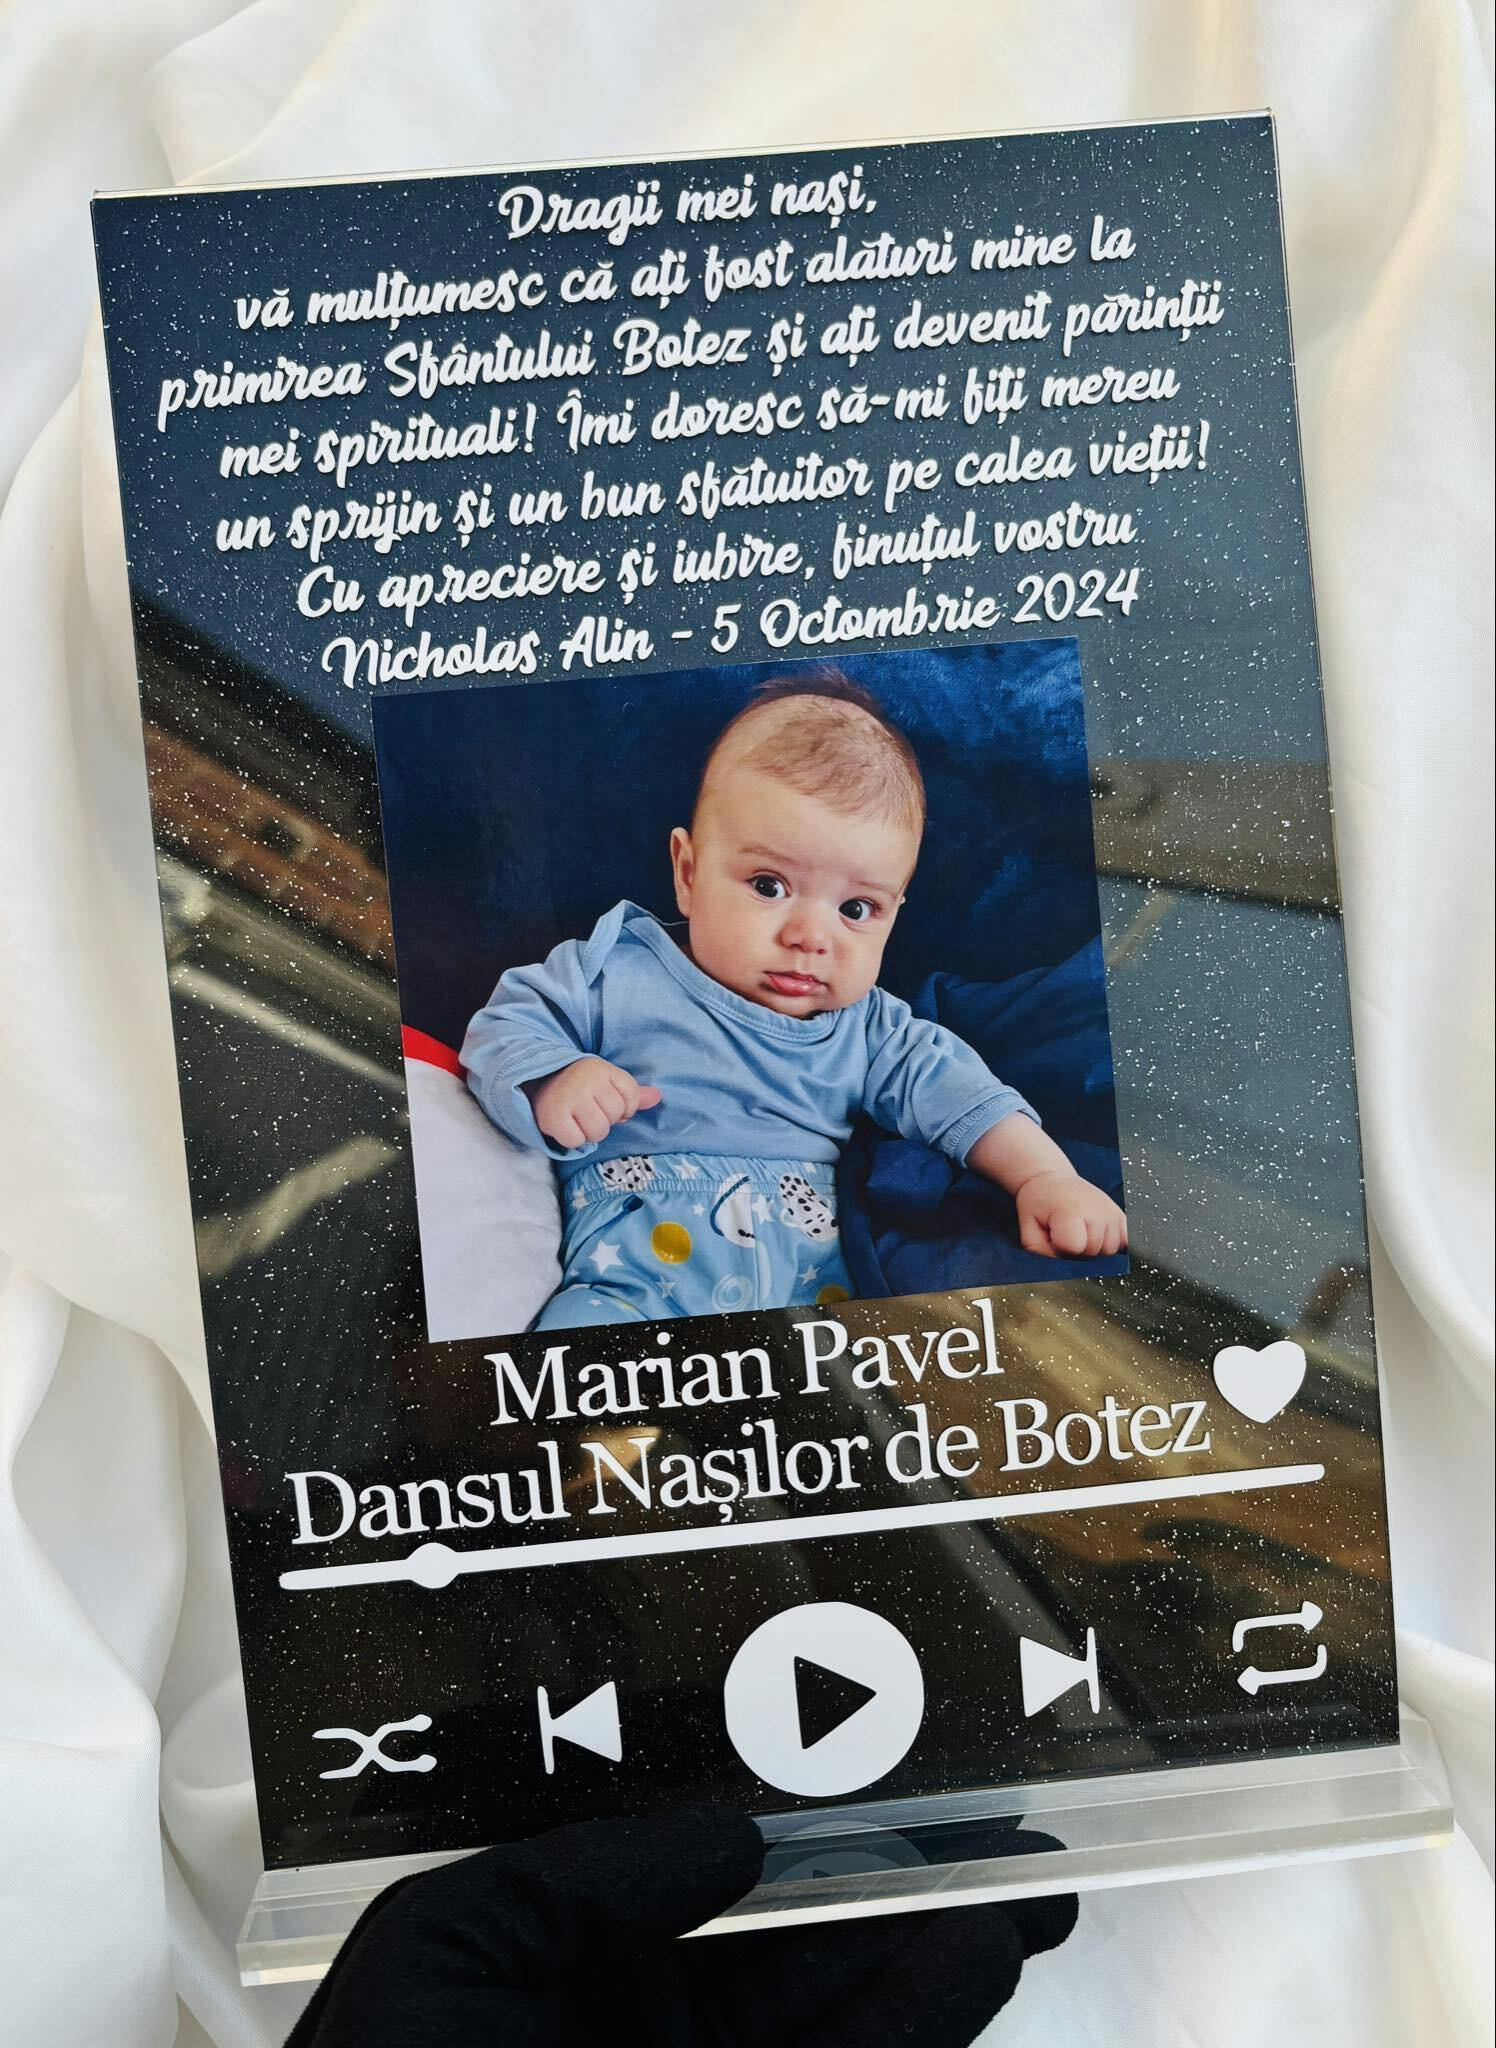 Dragii mei nași,
vă mulțumesc că ați fost alături mine la
primirea Sfântului Botez și ați devenit părinții
mei spirituali! Îmi doresc să-mi fiți mereu
un sprijin și un bun sfătuitor pe calea vieții!
Cu apreciere și iubire, finuțul vostru
Nicholas Alin - 5 Octombrie 2024
Marian Pavel
Dansul Nașilor de Botez